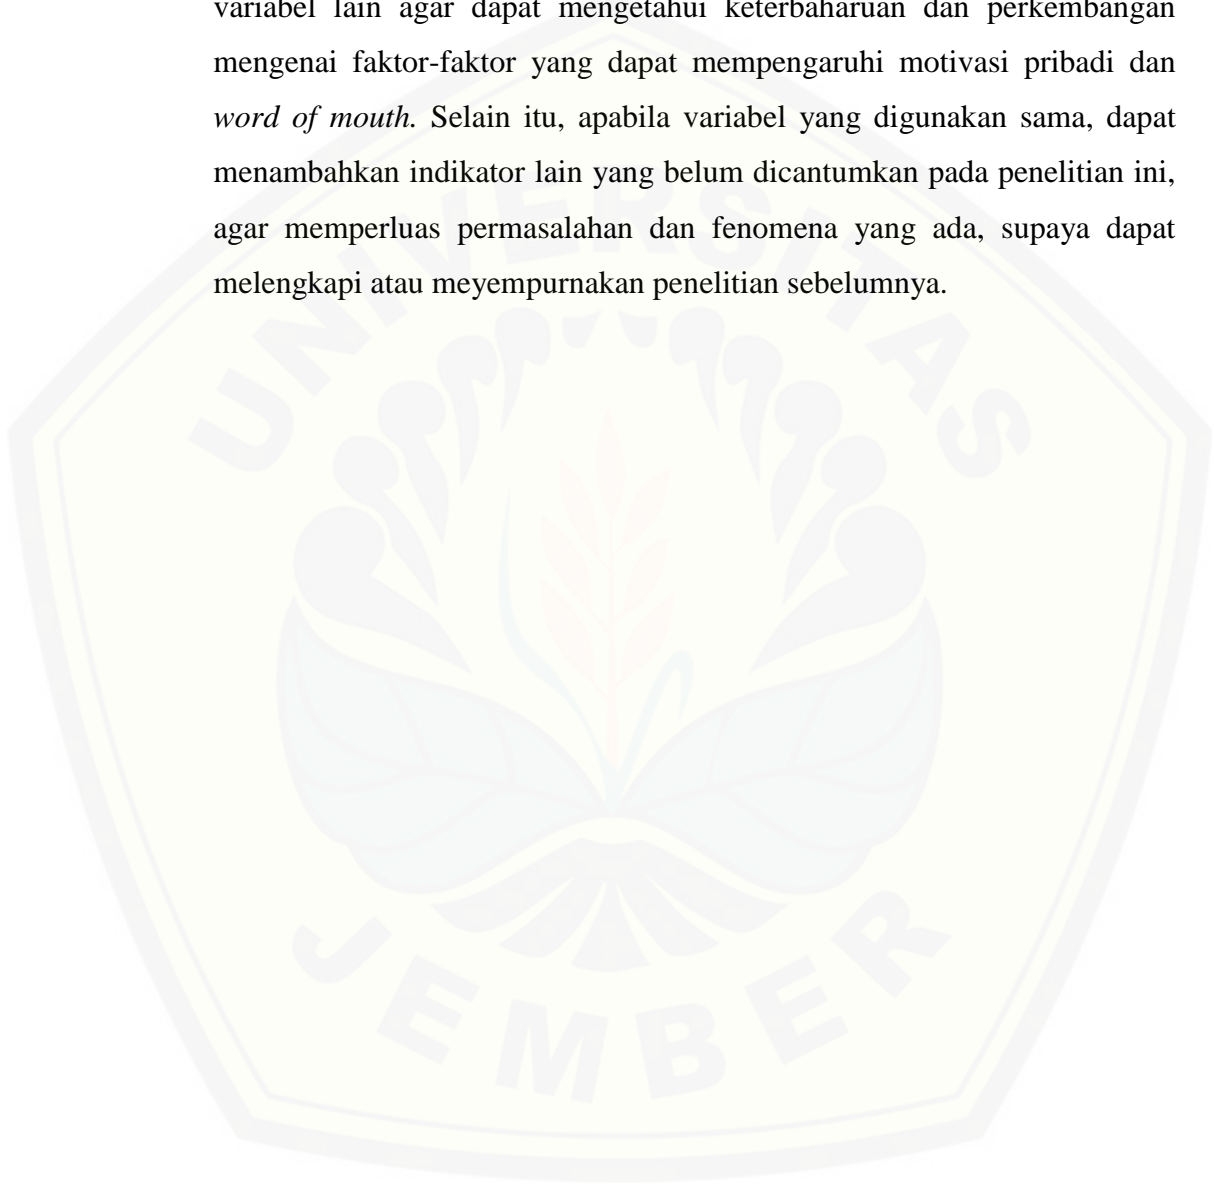 variabel lain agar dapat mengetahui keterbaharuan dan perkembangan
mengenai faktor-faktor yang dapat mempengaruhi motivasi pribadi dan
word of mouth. Selain itu, apabila variabel yang digunakan sama, dapat
menambahkan indikator lain yang belum dicantumkan pada penelitian ini,
agar memperluas permasalahan dan fenomena yang ada, supaya dapat
melengkapi atau meyempurnakan penelitian sebelumnya.
UNIVERSITAS
JEMBER